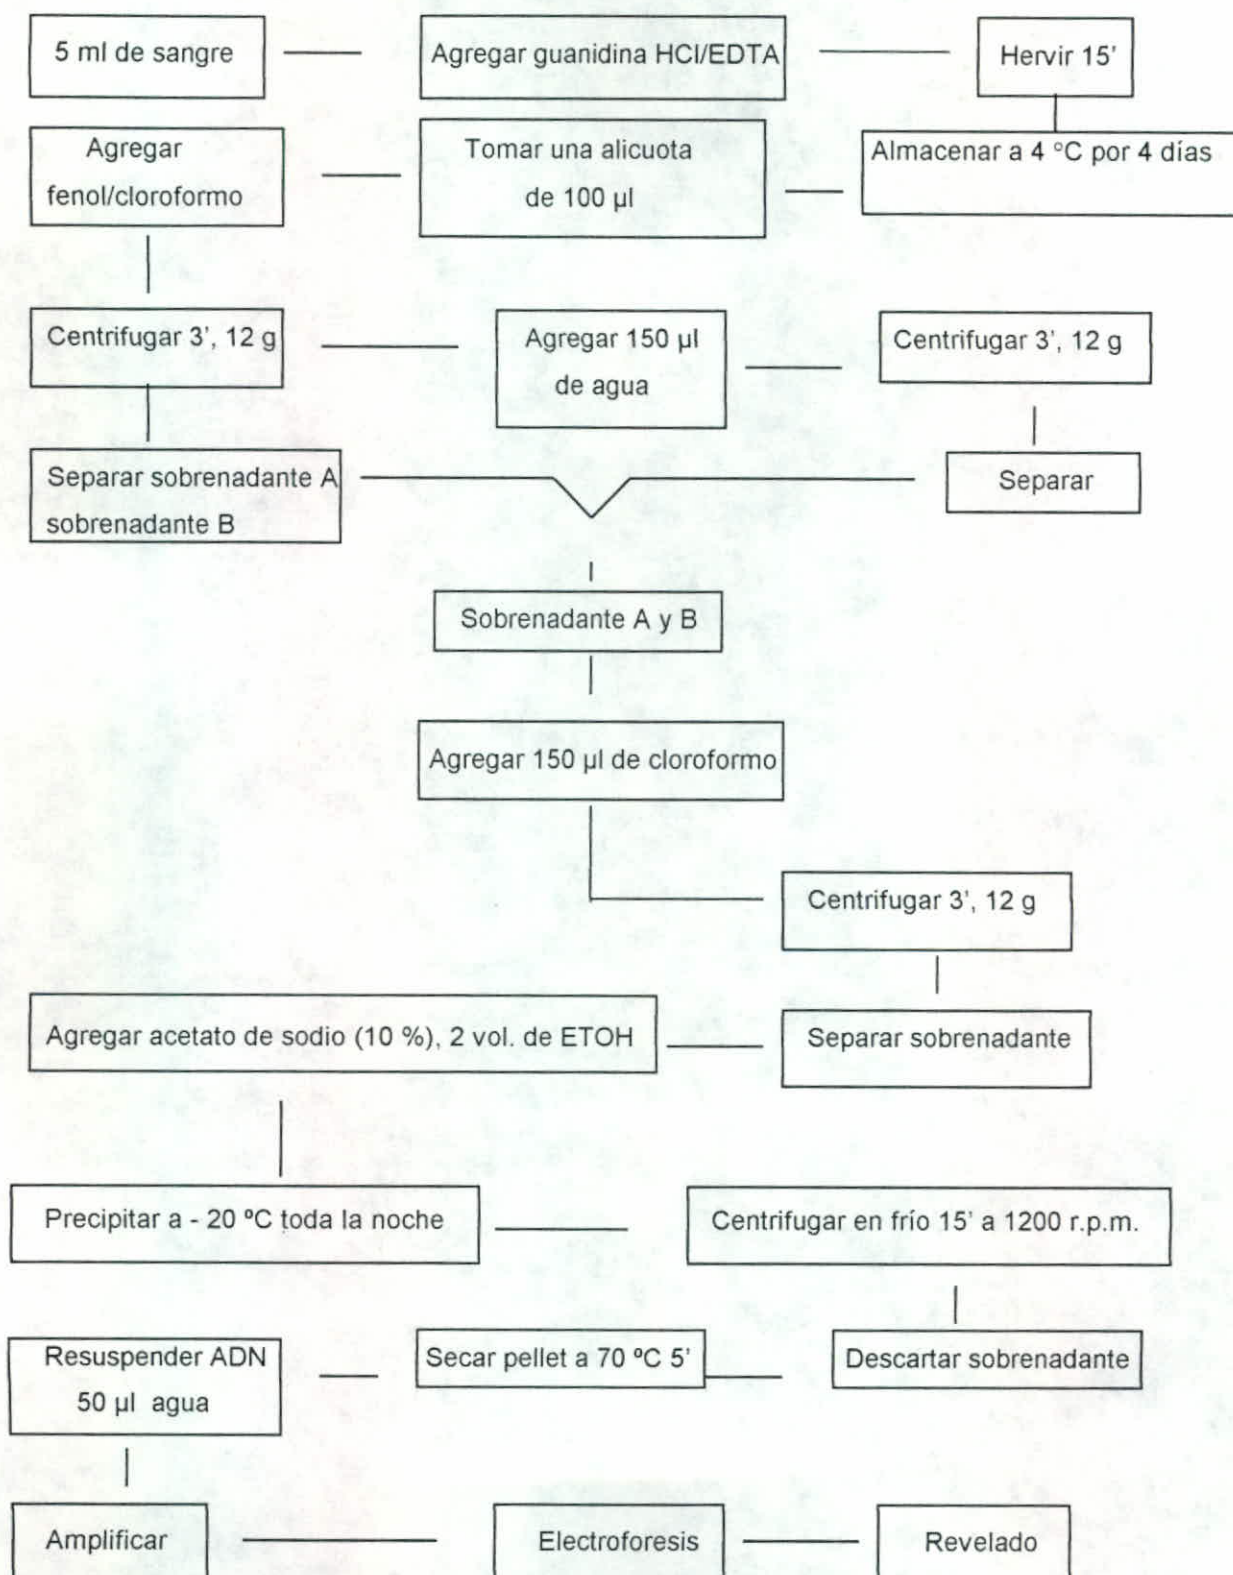 5 ml de sangre
Agregar guanidina HCl/EDTA
Hervir 15'
Agregar
fenol/cloroformo
Tomar una alicuota
de 100 µl
Almacenar a 4 ºC por 4 días
Centrifugar 3', 12 g
Agregar 150 µl
de agua
Centrifugar 3', 12 g
Separar sobrenadante A
sobrenadante B
Separar
Sobrenadante A y B
Agregar 150 µl de cloroformo
Centrifugar 3', 12 g
Agregar acetato de sodio (10 %), 2 vol. de ETOH
Separar sobrenadante
Precipitar a - 20 ºC toda la noche
Centrifugar en frío 15' a 1200 r.p.m.
Resuspender ADN
50 µl agua
Secar pellet a 70 ºC 5'
Descartar sobrenadante
Amplificar
Electroforesis
Revelado